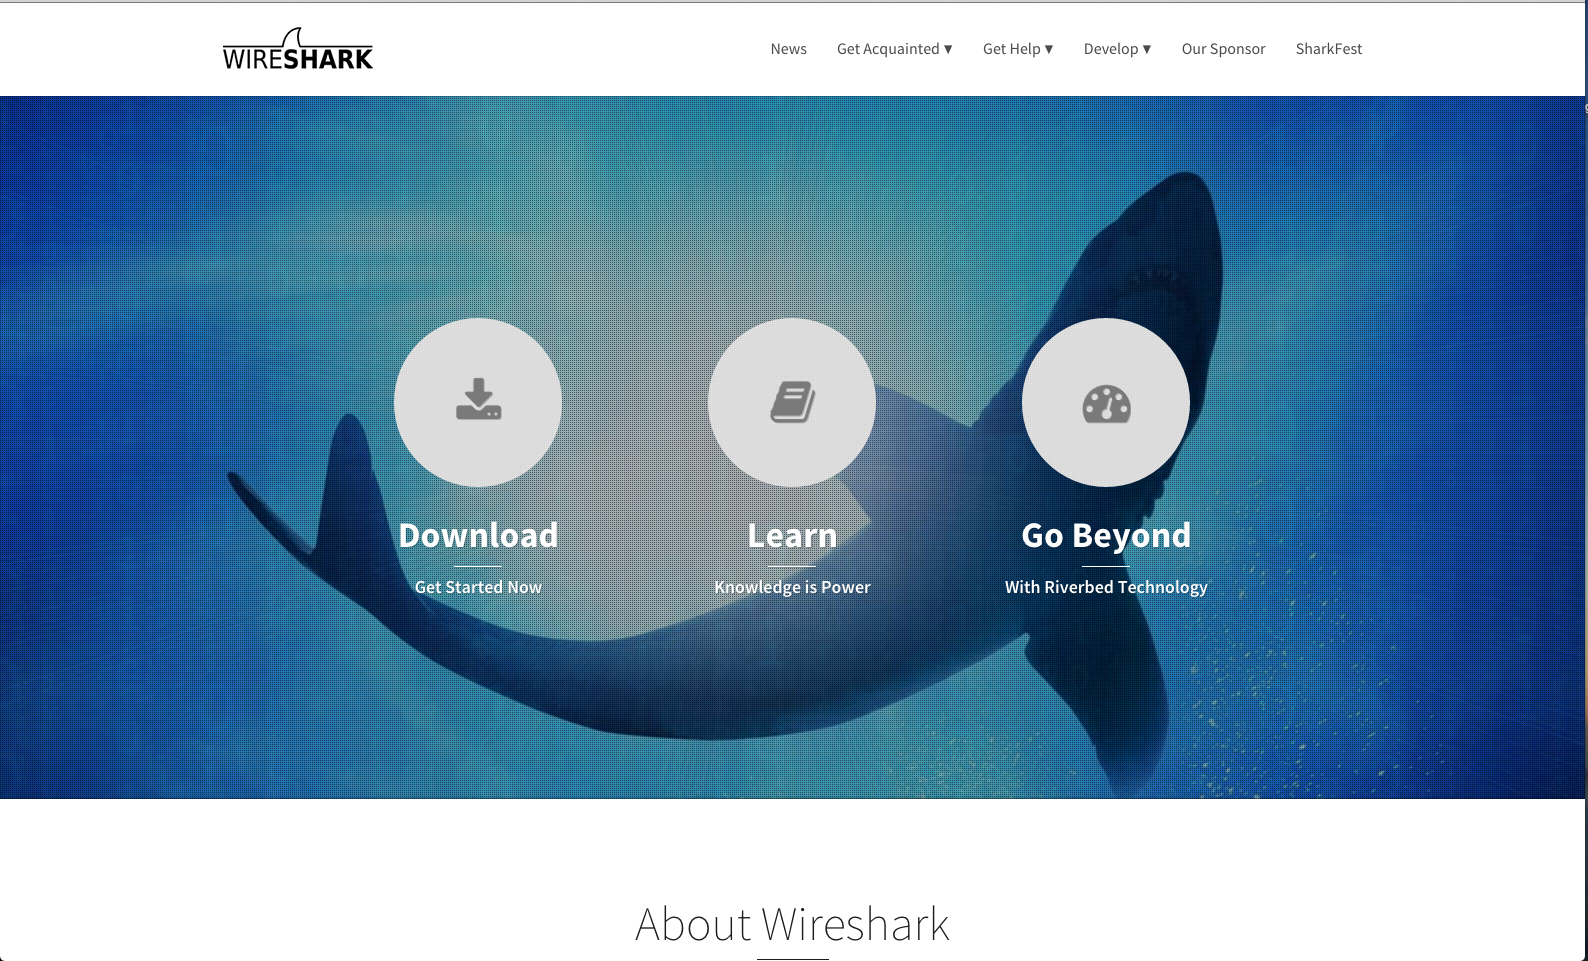 WIRESHARK
News Get Acquainted ▾ Get Help ▾ Develop ▾ Our Sponsor SharkFest
Download Learn Go Beyond
Get Started Now Knowledge is Power With Riverbed Technology
About Wireshark